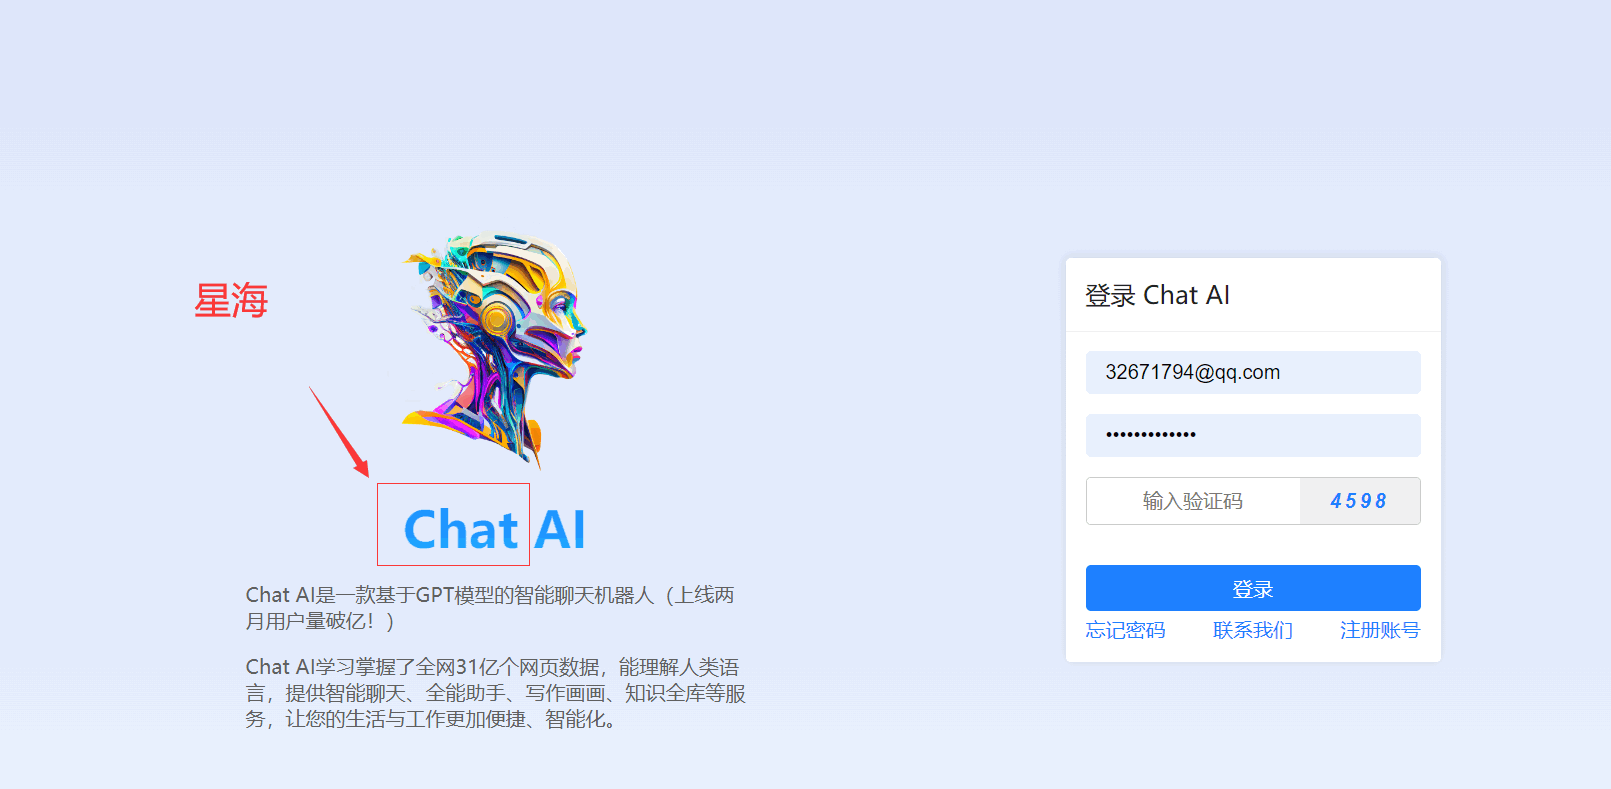 星海
Chat AI
Chat AI是一款基于GPT模型的智能聊天机器人（上线两
月用户量破亿！）
Chat AI学习掌握了全网31亿个网页数据，能理解人类语
言，提供智能聊天、全能助手、写作画画、知识全库等服
务，让您的生活与工作更加便捷、智能化。
登录 Chat AI
32671794@qq.com
•••••••••••••
输入验证码 4598
登录
忘记密码 联系我们 注册账号